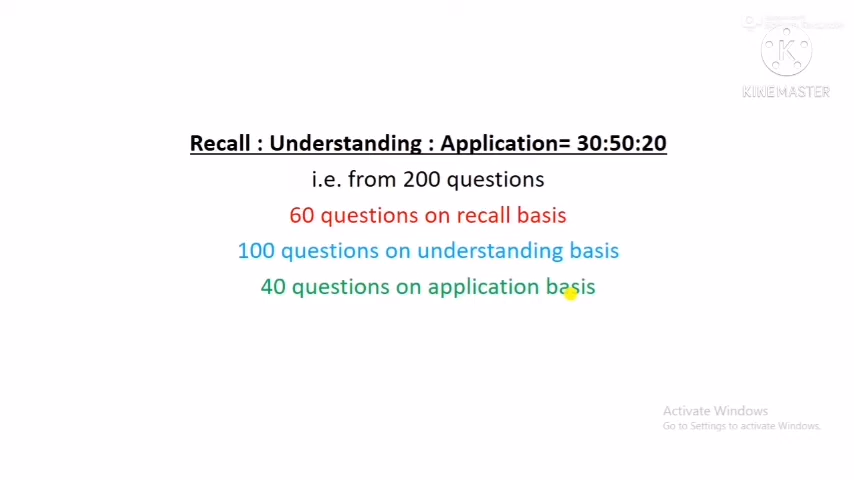 KINEMASTER
Recall : Understanding : Application= 30:50:20
i.e. from 200 questions
60 questions on recall basis
100 questions on understanding basis
40 questions on application basis
Activate Windows
Go to Settings to activate Windows.